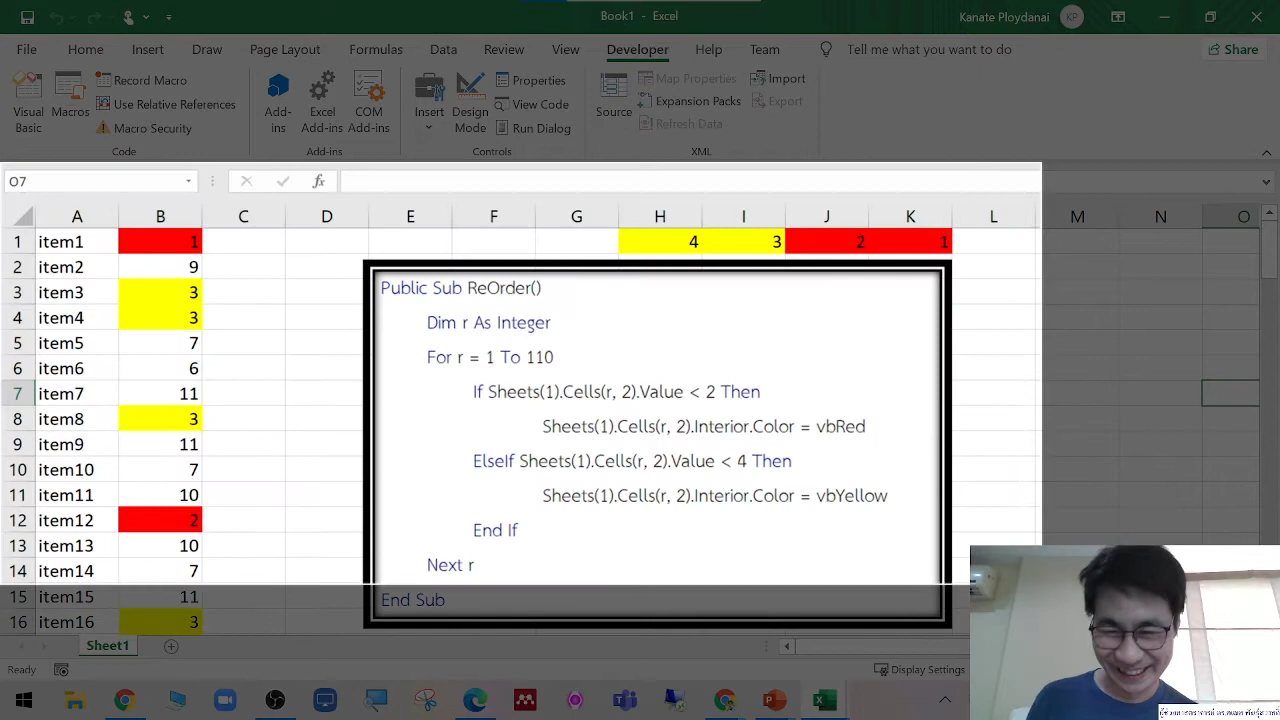 Book1 - Excel
Kanate Ploydanai
KP
File Home Insert Draw Page Layout Formulas Data Review View Developer Help Team Tell me what you want to do Share
Visual Basic
Macros
Record Macro
Use Relative References
Macro Security
Code
Add-ins
Excel Add-ins
COM Add-ins
Add-ins
Insert
Design Mode
Properties
View Code
Run Dialog
Controls
Source
Map Properties
Expansion Packs
Refresh Data
Import
Export
XML
O7
fx
A B C D E F G H I J K L M N O
1 item1 1 4 3 2 1
2 item2 9
3 item3 3
4 item4 3
5 item5 7
6 item6 6
7 item7 11
8 item8 3
9 item9 11
10 item10 7
11 item11 10
12 item12 2
13 item13 10
14 item14 7
15 item15 11
16 item16 3
Public Sub ReOrder()
Dim r As Integer
For r = 1 To 110
If Sheets(1).Cells(r, 2).Value < 2 Then
Sheets(1).Cells(r, 2).Interior.Color = vbRed
ElseIf Sheets(1).Cells(r, 2).Value < 4 Then
Sheets(1).Cells(r, 2).Interior.Color = vbYellow
End If
Next r
End Sub
Sheet1
Ready
Display Settings